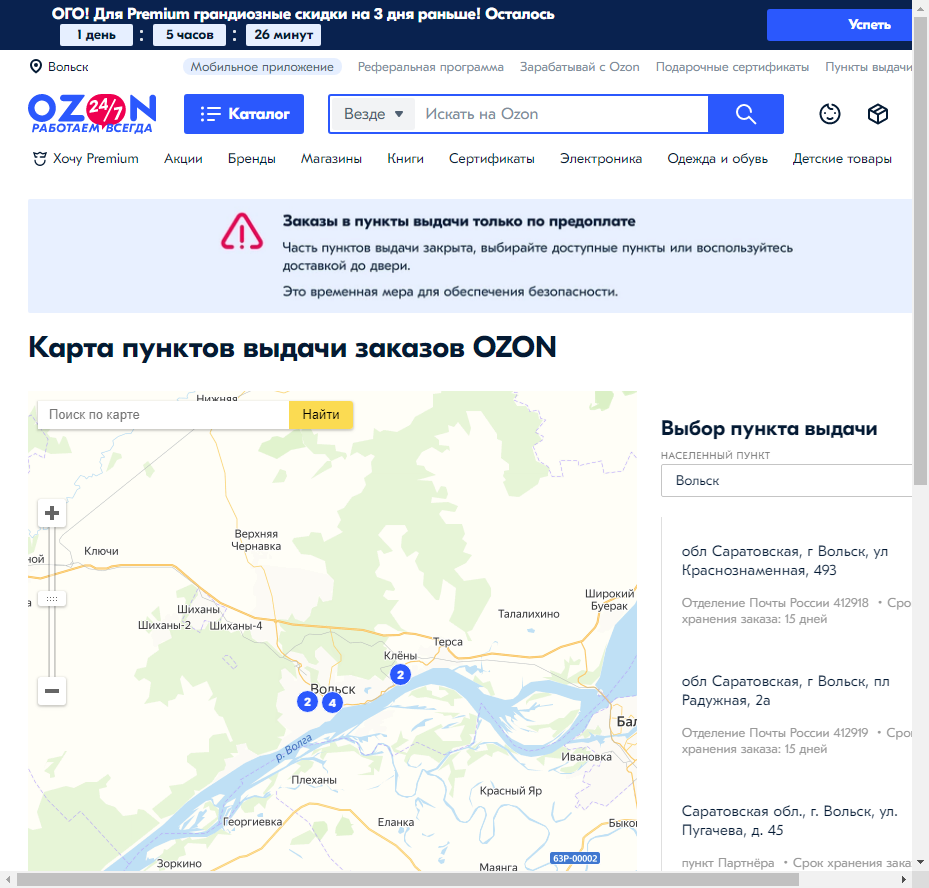 ОГО! Для Premium грандиозные скидки на 3 дня раньше! Осталось
1 день : 5 часов : 26 минут
Успеть
Вольск
Мобильное приложение
Реферальная программа
Зарабатывай с Ozon
Подарочные сертификаты
Пункты выдачи
OZON 24/7
РАБОТАЕМ ВСЕГДА
Каталог
Везде
Искать на Ozon
Хочу Premium
Акции
Бренды
Магазины
Книги
Сертификаты
Электроника
Одежда и обувь
Детские товары
Заказы в пункты выдачи только по предоплате
Часть пунктов выдачи закрыта, выбирайте доступные пункты или воспользуйтесь
доставкой до двери.
Это временная мера для обеспечения безопасности.
Карта пунктов выдачи заказов OZON
Нижняя
Поиск по карте
Найти
Верхняя
Чернавка
Ключи
ной
Широкий
Буерак
Шиханы
Шиханы-2
Шиханы-4
Талалихино
Терса
Клёны
2
Вольск
2
4
р. Волга
Бал
Ивановка
Плеханы
Красный Яр
Георгиевка
Еланка
Быко
Зоркино
Маянга
63Р-00002
Выбор пункта выдачи
НАСЕЛЕННЫЙ ПУНКТ
Вольск
обл Саратовская, г Вольск, ул
Краснознаменная, 493
Отделение Почты России 412918 • Сро
хранения заказа: 15 дней
обл Саратовская, г Вольск, пл
Радужная, 2а
Отделение Почты России 412919 • Сро
хранения заказа: 15 дней
Саратовская обл., г. Вольск, ул.
Пугачева, д. 45
пункт Партнёра • Срок хранения зака